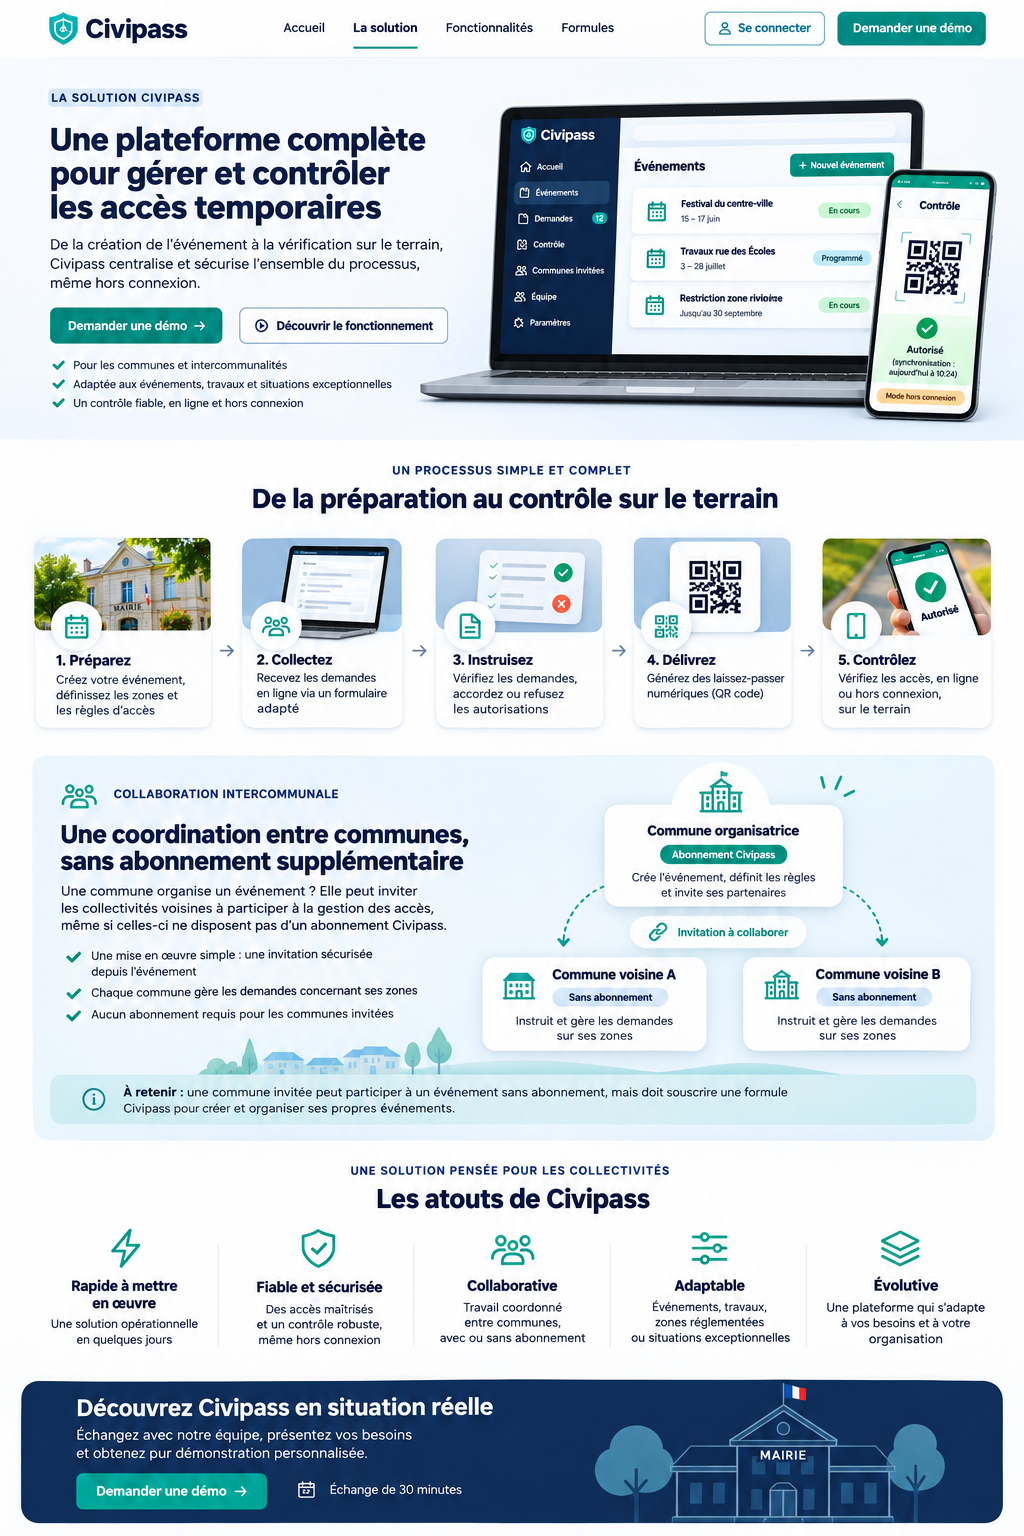 Civipass
Accueil
La solution
Fonctionnalités
Formules
Se connecter
Demander une démo
LA SOLUTION CIVIPASS
Une plateforme complète
pour gérer et contrôler
les accès temporaires
De la création de l'événement à la vérification sur le terrain,
Civipass centralise et sécurise l'ensemble du processus,
même hors connexion.
Demander une démo →
Découvrir le fonctionnement
Pour les communes et intercommunalités
Adaptée aux événements, travaux et situations exceptionnelles
Un contrôle fiable, en ligne et hors connexion
Civipass
Accueil
Événements
Demandes 12
Contrôle
Communes invitées
Équipe
Paramètres
Événements
+ Nouvel événement
Festival du centre-ville
15 – 17 juin
En cours
Travaux rue des Écoles
3 – 28 juillet
Programmé
Restriction zone
Jusqu'au 30 septembre
En cours
Contrôle
Autorisé
(synchronisation :
aujourd'hui à 10:24)
Mode hors connexion
UN PROCESSUS SIMPLE ET COMPLET
De la préparation au contrôle sur le terrain
MAIRIE
1. Préparez
Créez votre événement,
définissez les zones et
les règles d'accès
2. Collectez
Recevez les demandes
en ligne via un formulaire
adapté
3. Instruisez
Vérifiez les demandes,
accordez ou refusez
les autorisations
4. Délivrez
Générez des laissez-passer
numériques (QR code)
Autorisé
5. Contrôlez
Vérifiez les accès, en ligne
ou hors connexion,
sur le terrain
COLLABORATION INTERCOMMUNALE
Une coordination entre communes,
sans abonnement supplémentaire
Une commune organise un événement ? Elle peut inviter
les collectivités voisines à participer à la gestion des accès,
même si celles-ci ne disposent pas d'un abonnement Civipass.
Une mise en œuvre simple : une invitation sécurisée
depuis l'événement
Chaque commune gère les demandes concernant ses zones
Aucun abonnement requis pour les communes invitées
Commune organisatrice
Abonnement Civipass
Crée l'événement, définit les règles
et invite ses partenaires
Invitation à collaborer
Commune voisine A
Sans abonnement
Instruit et gère les demandes
sur ses zones
Commune voisine B
Sans abonnement
Instruit et gère les demandes
sur ses zones
À retenir : une commune invitée peut participer à un événement sans abonnement, mais doit souscrire une formule
Civipass pour créer et organiser ses propres événements.
UNE SOLUTION PENSÉE POUR LES COLLECTIVITÉS
Les atouts de Civipass
Rapide à mettre
en œuvre
Une solution opérationnelle
en quelques jours
Fiable et sécurisée
Des accès maîtrisés
et un contrôle robuste,
même hors connexion
Collaborative
Travail coordonné
entre communes,
avec ou sans abonnement
Adaptable
Événements, travaux,
zones réglementées
ou situations exceptionnelles
Évolutive
Une plateforme qui s'adapte
à vos besoins et à votre
organisation
Découvrez Civipass en situation réelle
Échangez avec notre équipe, présentez vos besoins
et obtenez pur démonstration personnalisée.
Demander une démo →
Échange de 30 minutes
MAIRIE